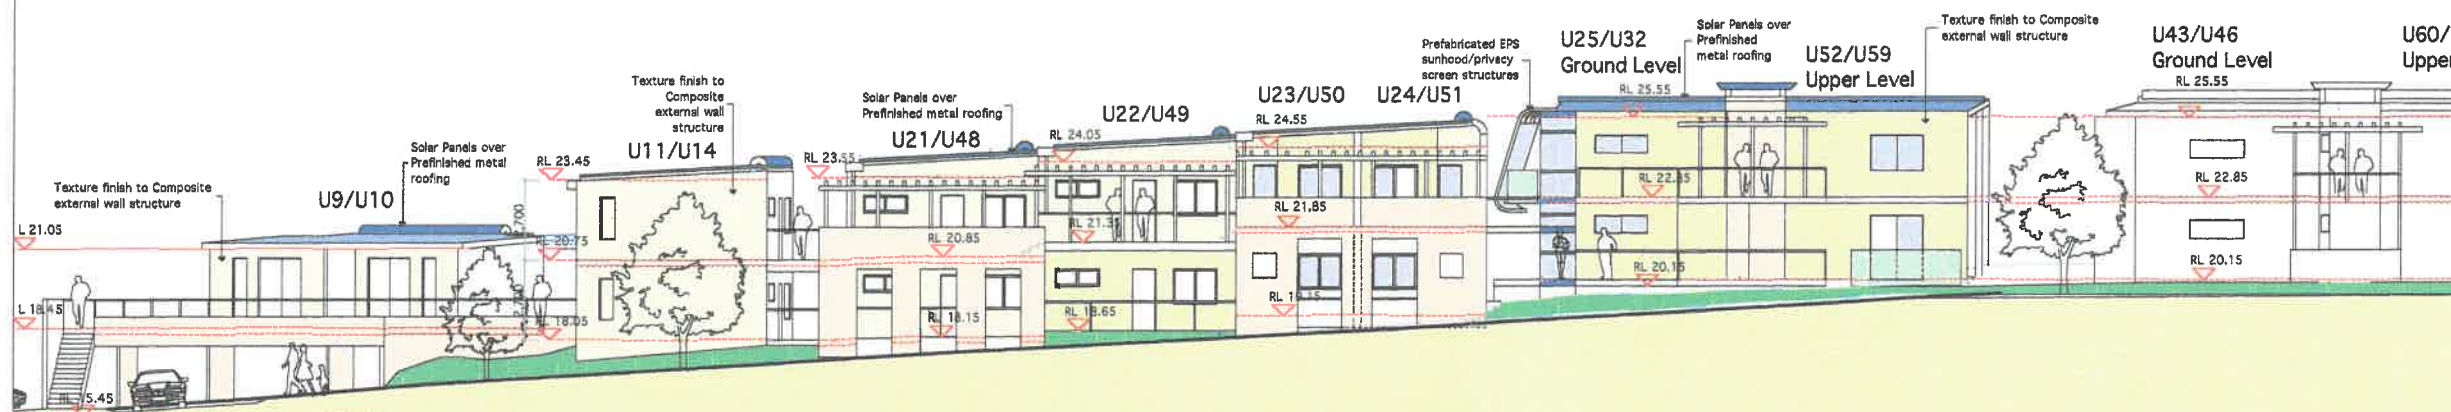 Texture finish to Composite
external wall structure
U9/U10
Solar Panels over
Prefinished metal
roofing
L 21.05
L 18.45
5.45
RL 23.45
RL 20.75
18.05
2,700
Texture finish to
Composite
external wall
structure
U11/U14
Solar Panels over
Prefinished metal roofing
U21/U48
RL 23.55
RL 20.85
RL 18.15
U22/U49
RL 24.05
RL 21.35
RL 18.65
U23/U50
RL 24.55
RL 21.85
U24/U51
Prefabricated EPS
sunhood/privacy
screen structures
U25/U32
Ground Level
RL 25.55
RL 22.85
RL 20.15
Solar Panels over
Prefinished
metal roofing
U52/U59
Upper Level
Texture finish to Composite
external wall structure
U43/U46
Ground Level
RL 25.55
RL 22.85
RL 20.15
U60/
Upper